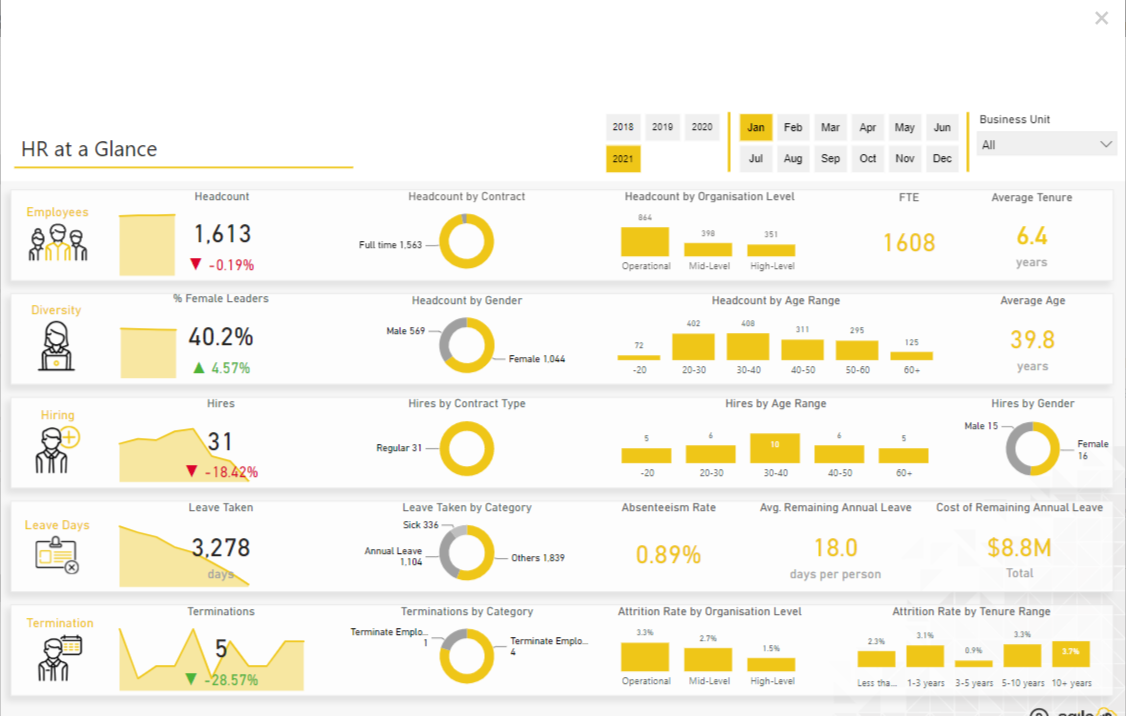 2018 2019 2020
2021
Jan Feb Mar Apr May Jun
Jul Aug Sep Oct Nov Dec
Business Unit
All
HR at a Glance
Employees
Headcount
1,613
-0.19%
Headcount by Contract
Full time 1,563
Headcount by Organisation Level
864 398 351
Operational Mid-Level High-Level
FTE
1608
Average Tenure
6.4
years
Diversity
% Female Leaders
40.2%
4.57%
Headcount by Gender
Male 569
Female 1,044
Headcount by Age Range
72 402 408 311 295 125
-20 20-30 30-40 40-50 50-60 60+
Average Age
39.8
years
Hiring
Hires
31
-18.42%
Hires by Contract Type
Regular 31
Hires by Age Range
5 6 10 6 5
-20 20-30 30-40 40-50 60+
Hires by Gender
Male 15
Female
16
Leave Days
Leave Taken
3,278
days
Leave Taken by Category
Sick 336
Annual Leave
1,104
Others 1,839
Absenteeism Rate
0.89%
Avg. Remaining Annual Leave
18.0
days per person
Cost of Remaining Annual Leave
$8.8M
Total
Termination
Terminations
5
-28.57%
Terminations by Category
Terminate Emplo...
1
Terminate Emplo...
4
Attrition Rate by Organisation Level
3.3% 2.7% 1.5%
Operational Mid-Level High-Level
Attrition Rate by Tenure Range
2.3% 3.1% 0.9% 3.3% 3.7%
Less tha... 1-3 years 3-5 years 5-10 years 10+ years